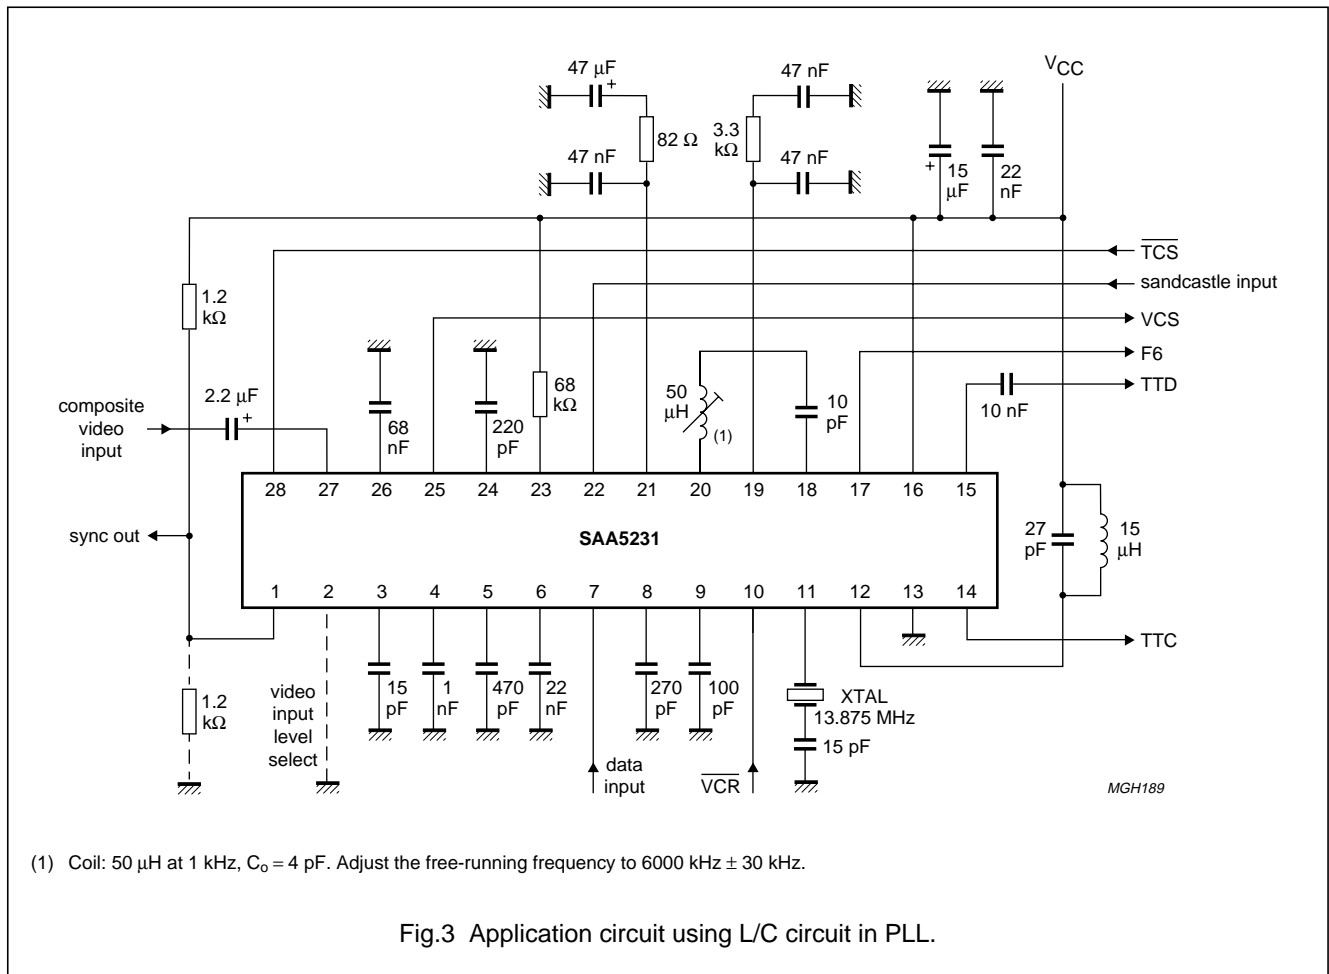 47 µF
+
47 nF
82 Ω
3.3
kΩ
47 nF
47 nF
47 nF
VCC
+
15
µF
22
nF
TCS
sandcastle input
VCS
F6
TTD
10 nF
1.2
kΩ
composite
video
input
2.2 µF
+
68
nF
220
pF
68
kΩ
50
µH
(1)
10
pF
28 27 26 25 24 23 22 21 20 19 18 17 16 15
SAA5231
sync out
27
pF
15
µH
1 2 3 4 5 6 7 8 9 10 11 12 13 14
TTC
1.2
kΩ
video
input
level
select
15
pF
1
nF
470
pF
22
nF
data
input
270
pF
100
pF
VCR
XTAL
13.875 MHz
15 pF
MGH189
(1) Coil: 50 µH at 1 kHz, Co = 4 pF. Adjust the free-running frequency to 6000 kHz ± 30 kHz.
Fig.3 Application circuit using L/C circuit in PLL.